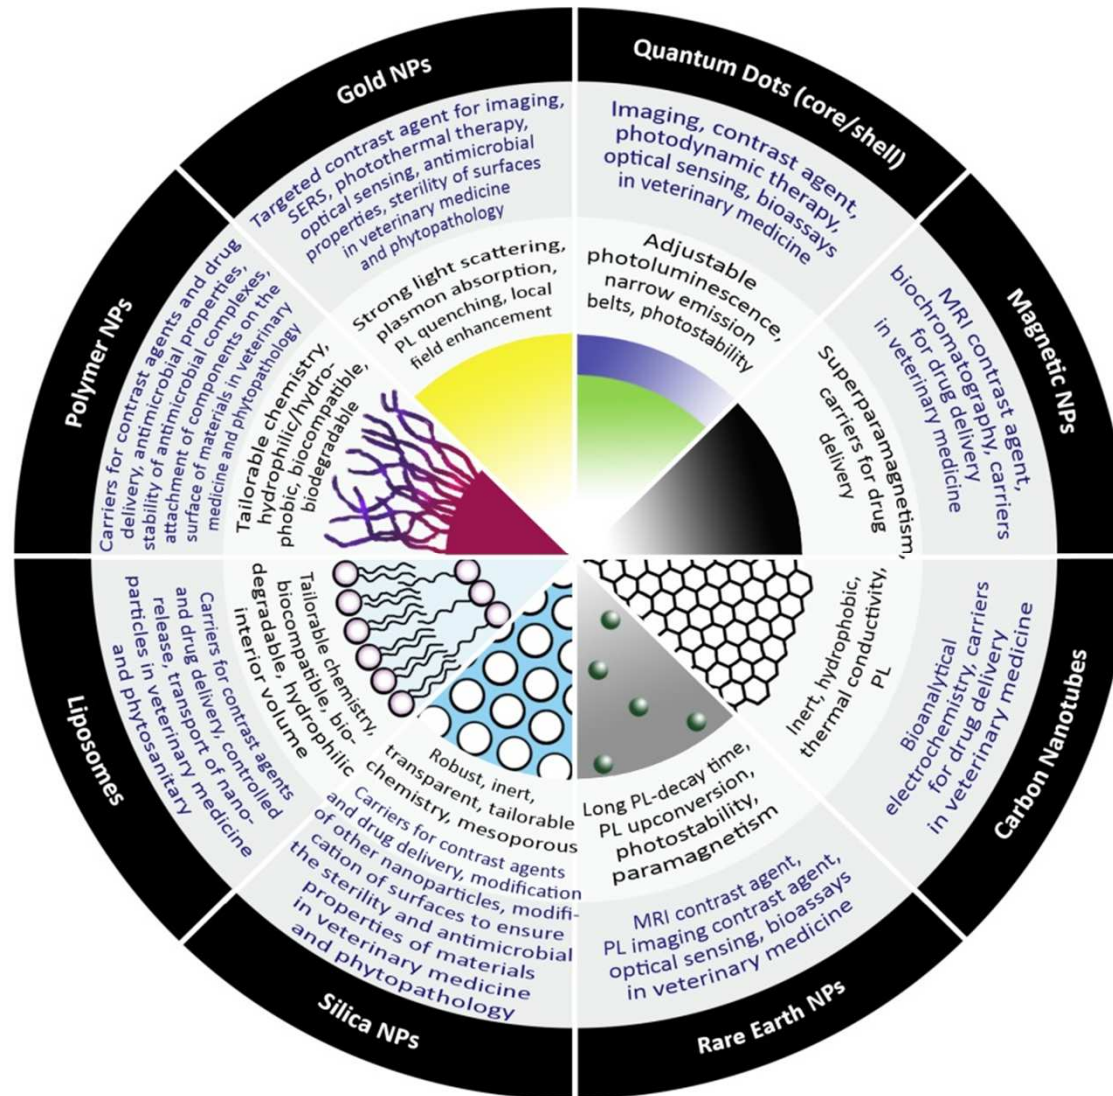 Gold NPs
Targeted contrast agent for imaging,
SERS, photothermal therapy,
optical sensing, antimicrobial
properties, sterility of surfaces
in veterinary medicine
and phytopathology
Strong light scattering,
plasmon absorption,
PL quenching, local
field enhancement
Quantum Dots (core/shell)
Imaging, contrast agent,
photodynamic therapy,
optical sensing, bioassays
in veterinary medicine
Adjustable
photoluminescence,
narrow emission
belts, photostability
Magnetic NPs
MRI contrast agent,
biochromatography, carriers
for drug delivery
in veterinary medicine
Superparamagnetism,
carriers for drug
delivery
Carbon Nanotubes
Bioanalytical
electrochemistry, carriers
for drug delivery
in veterinary medicine
Inert, hydrophobic,
thermal conductivity,
PL
Rare Earth NPs
Long PL-decay time,
PL upconversion,
photostability,
paramagnetism
MRI contrast agent,
PL imaging contrast agent,
optical sensing, bioassays
in veterinary medicine
Silica NPs
Robust, inert,
transparent, tailorable
chemistry, mesoporous
Carriers for contrast agents
and drug delivery, modification
of other nanoparticles, modifi-
cation of surfaces to ensure
the sterility and antimicrobial
properties of materials
in veterinary medicine
and phytopathology
Liposomes
Tailorable chemistry,
biocompatible, bio-
degradable, hydrophilic
interior volume
Carriers for contrast agents
and drug delivery, controlled
release, transport of nano-
particles in veterinary medicine
and phytosanitary
Polymer NPs
Carriers for contrast agents and drug
delivery, antimicrobial properties,
stability of antimicrobial complexes,
attachment of components on the
surface of materials in veterinary
medicine and phytopathology
Tailorable chemistry,
hydrophilic/hydro-
phobic, biocompatible,
biodegradable